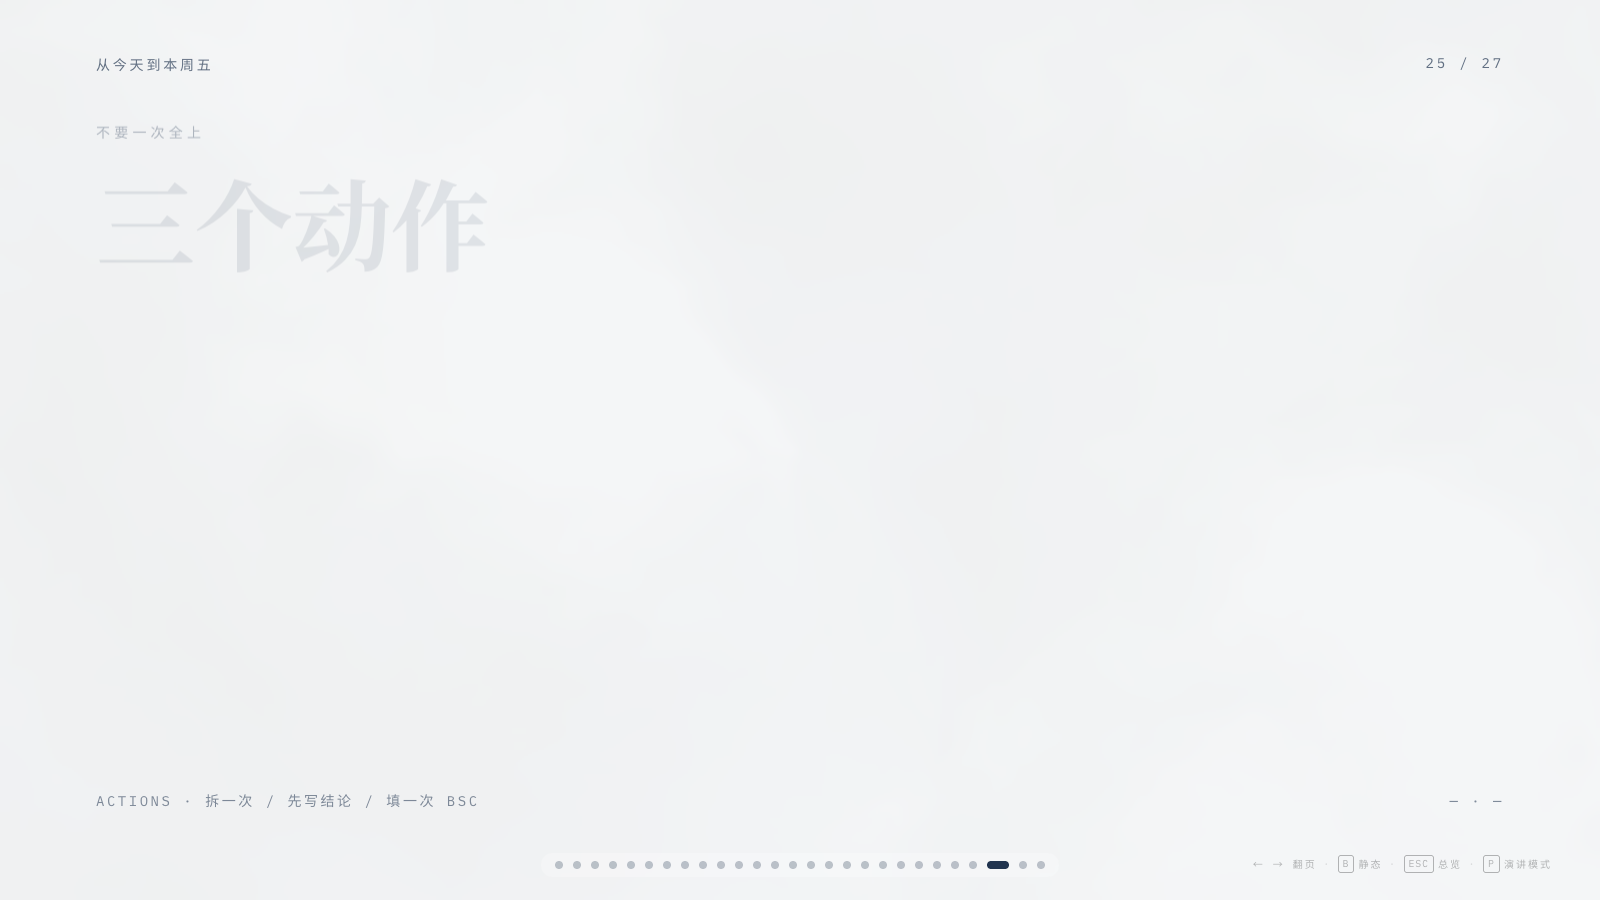 从今天到本周五
25 / 27
不要一次全上
三个动作
ACTIONS · 拆一次 / 先写结论 / 填一次 BSC
— · —
← → 翻页 · B 静态 · ESC 总览 · P 演讲模式